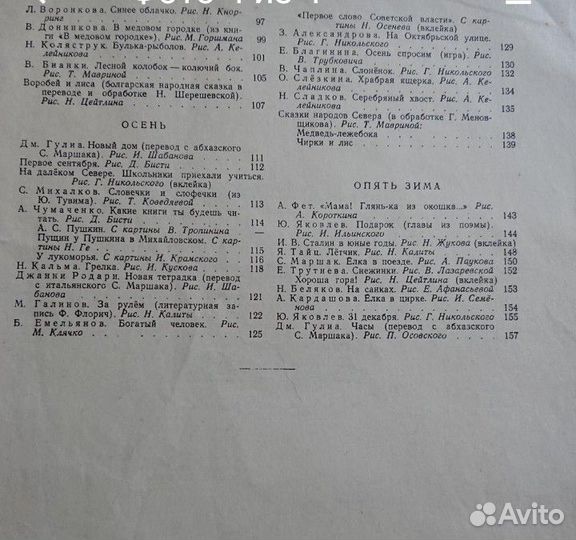 Л. Воронкова. Синее облачко. Рис. Н. Кнорринг 97
В. Донникова. В медовом городке (из книги «В медовом городке»). Рис. М. Горшмана 99
Н. Коляструк. Булька-рыболов. Рис. А. Келейникова 101
В. Бианки. Лесной колобок — колючий бок. Рис. Т. Мавриной 105
Воробей и лисы (болгарская народная сказка в переводе и обработке Н. Шерешевской). Рис. Н. Цейтлина 107
ОСЕНЬ
Дм. Гулиа. Новый дом (перевод с абхазского С. Маршака). Рис. И. Шабанова 111
Первое сентября. Рис. Д. Бисти 112
На далёком Севере. Школьники приехали учиться. Рис. Г. Никольского (вклейка)
С. Михалков. Словички и слофечки (из «Ту́вимы»). Рис. Т. Коведяевой 113
А. Чумаченко. Какие книги ты будешь читать. Рис. Д. Бисти 114
А. С. Пушкин. С картины В. Тропинина —
Пущин у Пушкина в Михайловском. С картины Н. Ге 115
У лукоморья. С картины И. Крамского 116
Н. Кальма. Грелка. Рис. И. Кускова 118
Джанни Родари. Новая тетрадка (перевод с итальянского С. Маршака). Рис. И. Шабанова 121
М. Галинов. За рулём (литературная запись Ф. Флорич). Рис. Н. Калиты 122
Б. Емельянов. Богатый человек. Рис. М. Клячко 125
«Первое слово Советской власти». С картины Н. Осенева (вклейка)
З. Александрова. На Октябрьской улице. Рис. Г. Никольского 129
Е. Благинина. Осень спросим (игра). Рис. В. Трубковича 130
В. Чаплина. Слонёнок. Рис. Г. Никольского 132
О. Слёзкина. Храбрая ящерка. Рис. А. Келейникова 134
Н. Сладков. Серебряный хвост. Рис. А. Келейникова 135
Сказки народов Севера (в обработке Г. Меновщикова). Рис. Т. Мавриной:
Медведь-лежебока 138
Чирки и лис 139
ОПЯТЬ ЗИМА
А. Фет. «Мама! Глянь-ка из окошка...» Рис. А. Короткина 143
Ю. Яковлев. Подарок (главы из поэмы). Рис. Н. Ильинского 144
И. В. Сталин в юные годы. Рис. Н. Жукова (вклейка)
Я. Тайц. Лётчик. Рис. Н. Калиты 148
С. Маршак. Ёлка в поезде. Рис. А. Паукова 150
Е. Трутнева. Снежинки. Рис. В. Лазаревской 152
Хороша гора! Рис. Н. Цейтлина (вклейка)
Н. Беляков. На санках. Рис. Е. Афанасьевой 153
А. Кардашова. Ёлка в цирке. Рис. И. Семёнова 154
Ю. Яковлев. 31 декабря. Рис. Г. Никольского 155
Дм. Гулиа. Часы (перевод с абхазского С. Маршака). Рис. П. Осовского 157
Avito